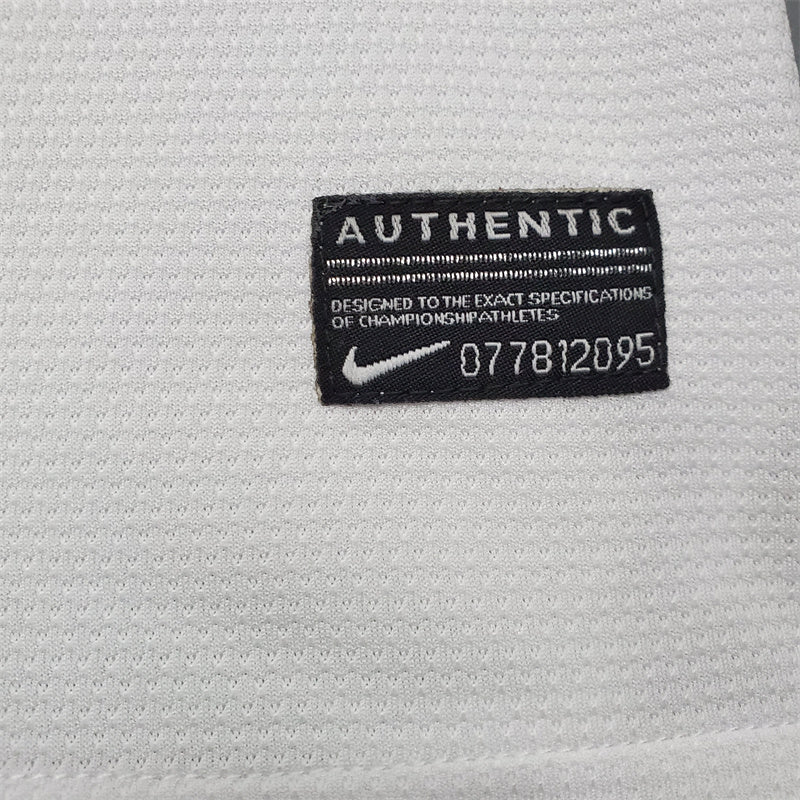 AUTHENTIC
DESIGNED TO THE EXACT SPECIFICATIONS
OF CHAMPIONSHIPATHLETES
077812095